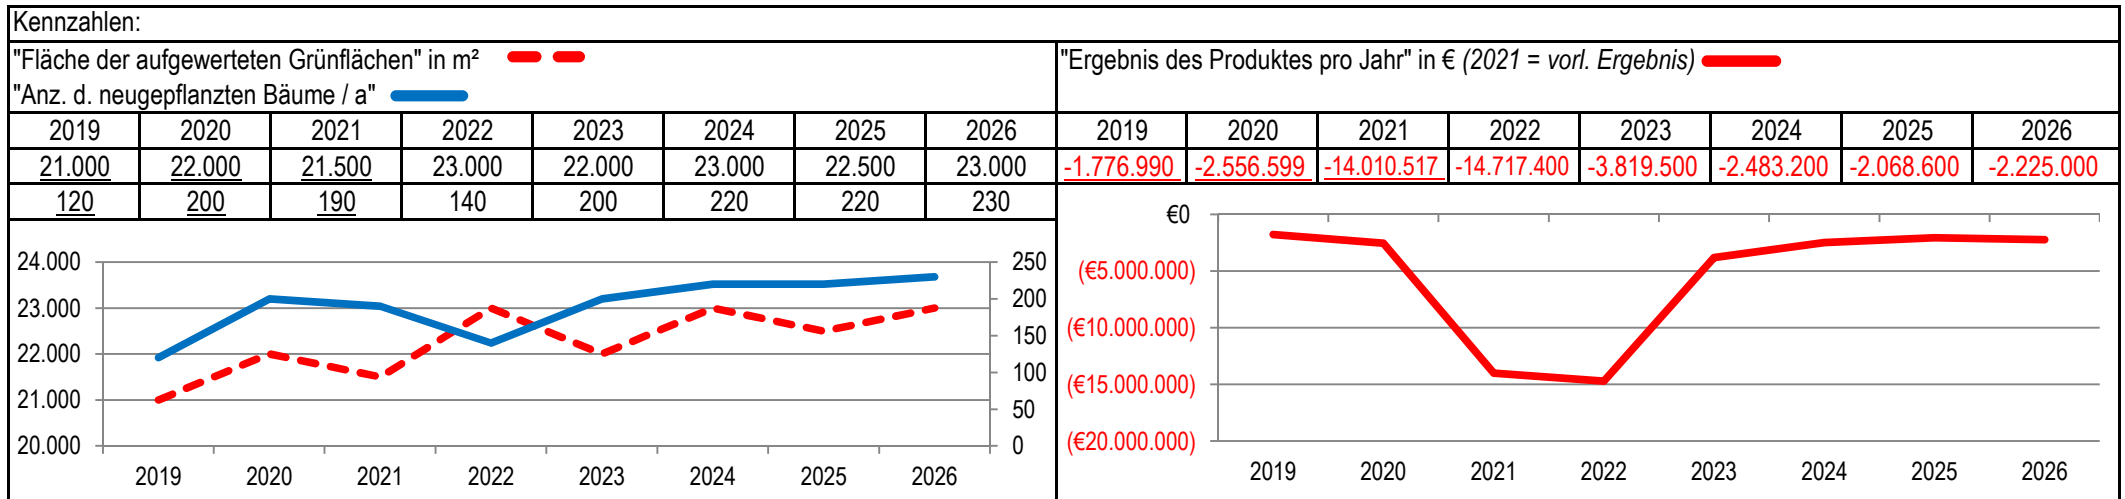 Kennzahlen:
"Fläche der aufgewerteten Grünflächen" in m²
"Anz. d. neugepflanzten Bäume / a"
2019 2020 2021 2022 2023 2024 2025 2026
21.000 22.000 21.500 23.000 22.000 23.000 22.500 23.000
120 200 190 140 200 220 220 230
24.000
23.000
22.000
21.000
20.000
250
200
150
100
50
0
2019 2020 2021 2022 2023 2024 2025 2026
"Ergebnis des Produktes pro Jahr" in € (2021 = vorl. Ergebnis)
2019 2020 2021 2022 2023 2024 2025 2026
-1.776.990 -2.556.599 -14.010.517 -14.717.400 -3.819.500 -2.483.200 -2.068.600 -2.225.000
€0
(€5.000.000)
(€10.000.000)
(€15.000.000)
(€20.000.000)
2019 2020 2021 2022 2023 2024 2025 2026